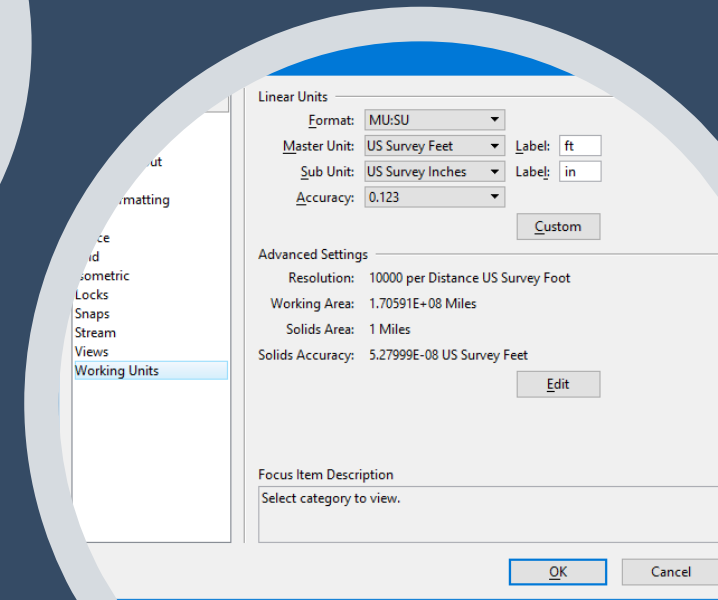 Linear Units
Format: MU:SU
Master Unit: US Survey Feet Label: ft
Sub Unit: US Survey Inches Label: in
Accuracy: 0.123
Custom
Advanced Settings
Resolution: 10000 per Distance US Survey Foot
Working Area: 1.70591E+08 Miles
Solids Area: 1 Miles
Solids Accuracy: 5.27999E-08 US Survey Feet
Edit
Locks
Snaps
Stream
Views
Working Units
Focus Item Description
Select category to view.
OK Cancel